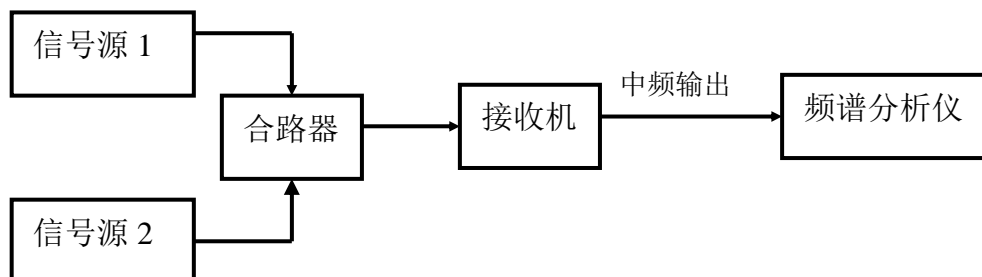 信号源 1
合路器
接收机
中频输出
频谱分析仪
信号源 2